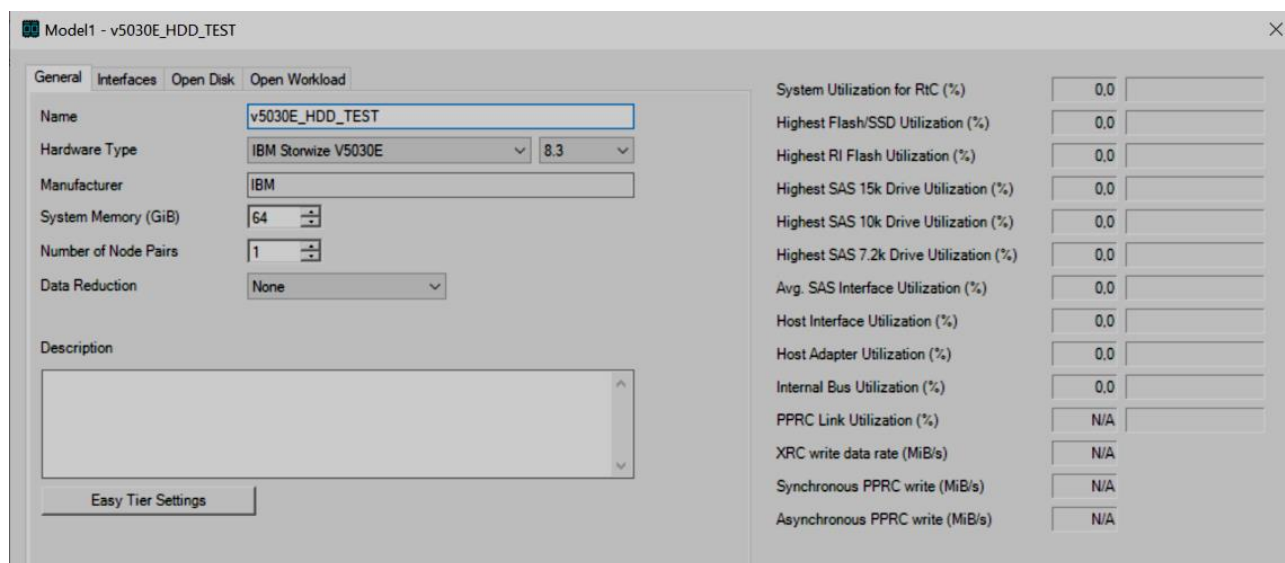 Model1 - v5030E_HDD_TEST
General Interfaces Open Disk Open Workload
Name v5030E_HDD_TEST
Hardware Type IBM Storwize V5030E 8.3
Manufacturer IBM
System Memory (GiB) 64
Number of Node Pairs 1
Data Reduction None
Description
Easy Tier Settings
System Utilization for RtC (%) 0,0
Highest Flash/SSD Utilization (%) 0,0
Highest RI Flash Utilization (%) 0,0
Highest SAS 15k Drive Utilization (%) 0,0
Highest SAS 10k Drive Utilization (%) 0,0
Highest SAS 7.2k Drive Utilization (%) 0,0
Avg. SAS Interface Utilization (%) 0,0
Host Interface Utilization (%) 0,0
Host Adapter Utilization (%) 0,0
Internal Bus Utilization (%) 0,0
PPRC Link Utilization (%) N/A
XRC write data rate (MiB/s) N/A
Synchronous PPRC write (MiB/s) N/A
Asynchronous PPRC write (MiB/s) N/A